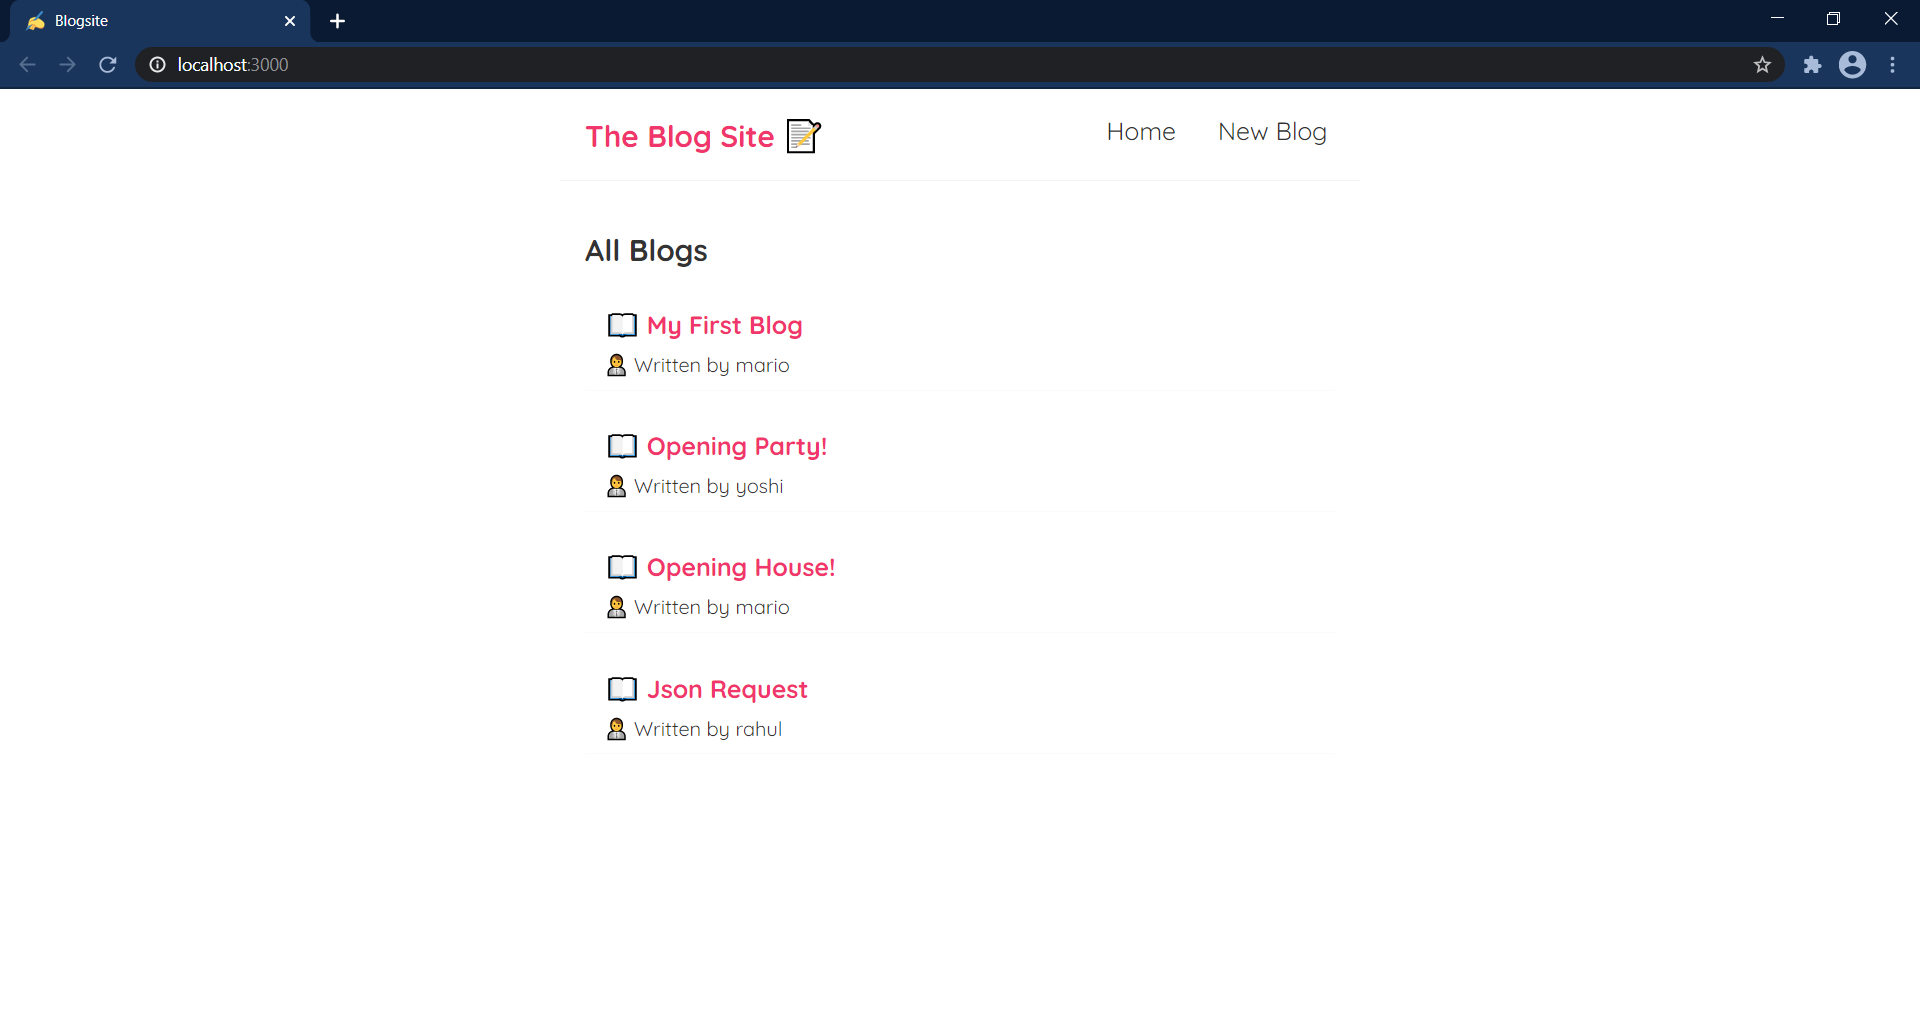 Blogsite
localhost:3000
The Blog Site
Home New Blog
All Blogs
My First Blog
Written by mario
Opening Party!
Written by yoshi
Opening House!
Written by mario
Json Request
Written by rahul